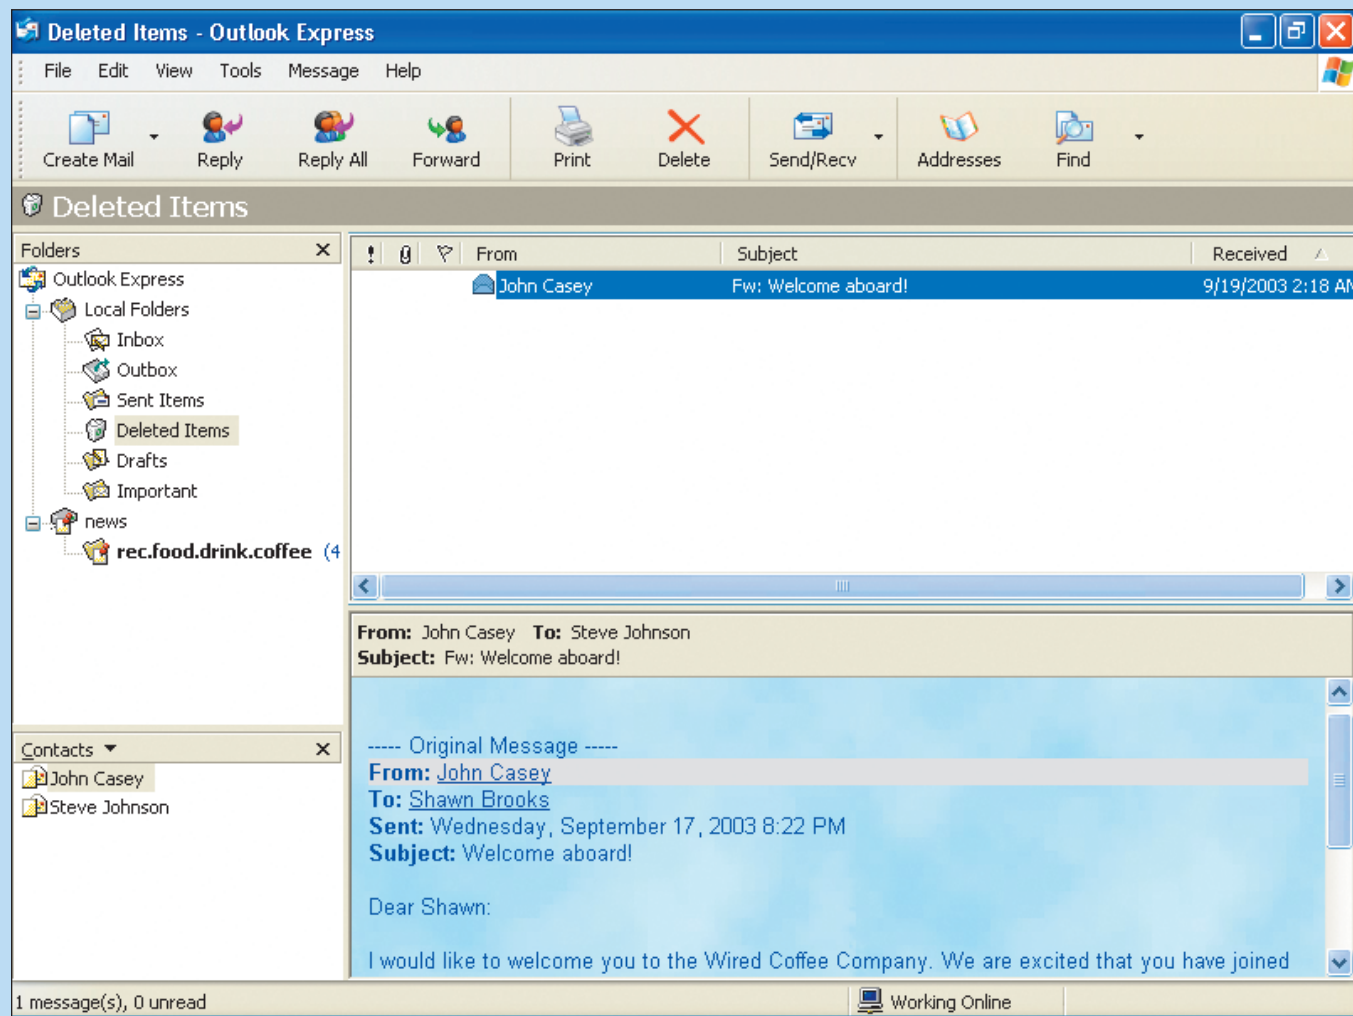 Deleted Items - Outlook Express
File Edit View Tools Message Help
Create Mail Reply Reply All Forward Print Delete Send/Recv Addresses Find
Deleted Items
Folders
Outlook Express
Local Folders
Inbox
Outbox
Sent Items
Deleted Items
Drafts
Important
news
rec.food.drink.coffee (4
Contacts
John Casey
Steve Johnson
! From Subject Received
John Casey Fw: Welcome aboard! 9/19/2003 2:18 AM
From: John Casey To: Steve Johnson
Subject: Fw: Welcome aboard!
----- Original Message -----
From: John Casey
To: Shawn Brooks
Sent: Wednesday, September 17, 2003 8:22 PM
Subject: Welcome aboard!
Dear Shawn:
I would like to welcome you to the Wired Coffee Company. We are excited that you have joined
1 message(s), 0 unread Working Online